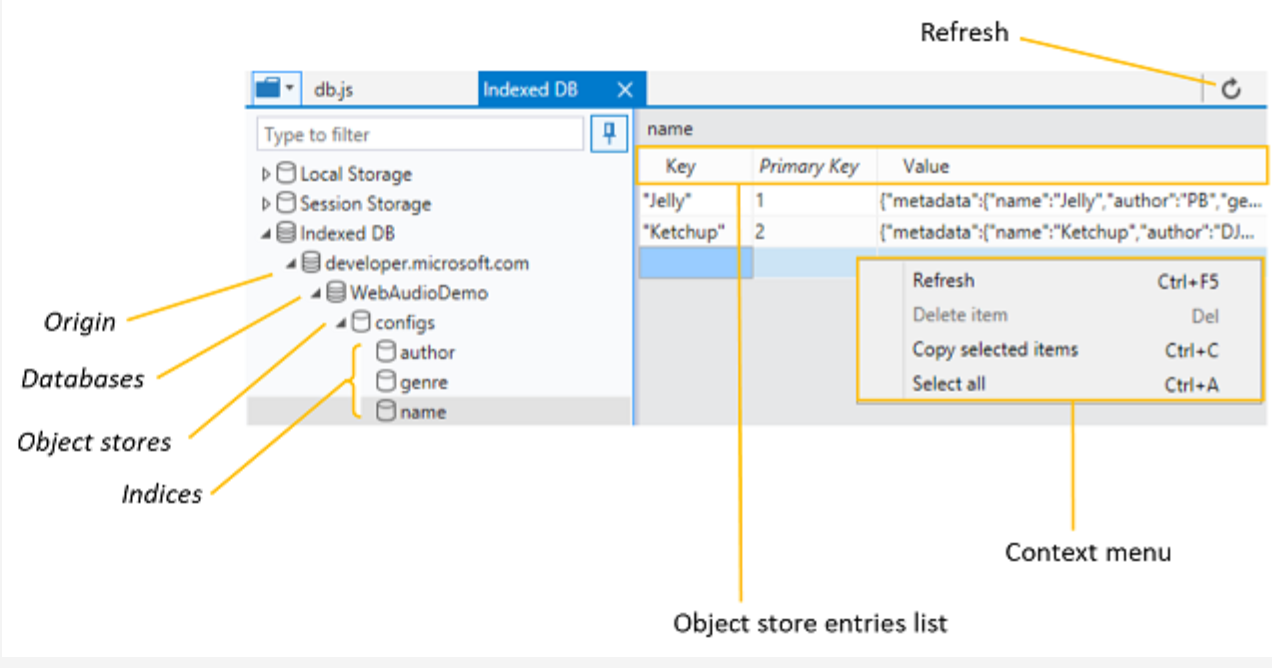 Refresh
db.js
Indexed DB
Type to filter
name
Key Primary Key Value
Local Storage
Session Storage
Indexed DB
developer.microsoft.com
WebAudioDemo
configs
author
genre
name
"Jelly" 1 {"metadata":{"name":"Jelly","author":"PB","ge...
"Ketchup" 2 {"metadata":{"name":"Ketchup","author":"DJ...
Refresh Ctrl+F5
Delete item Del
Copy selected items Ctrl+C
Select all Ctrl+A
Origin
Databases
Object stores
Indices
Context menu
Object store entries list